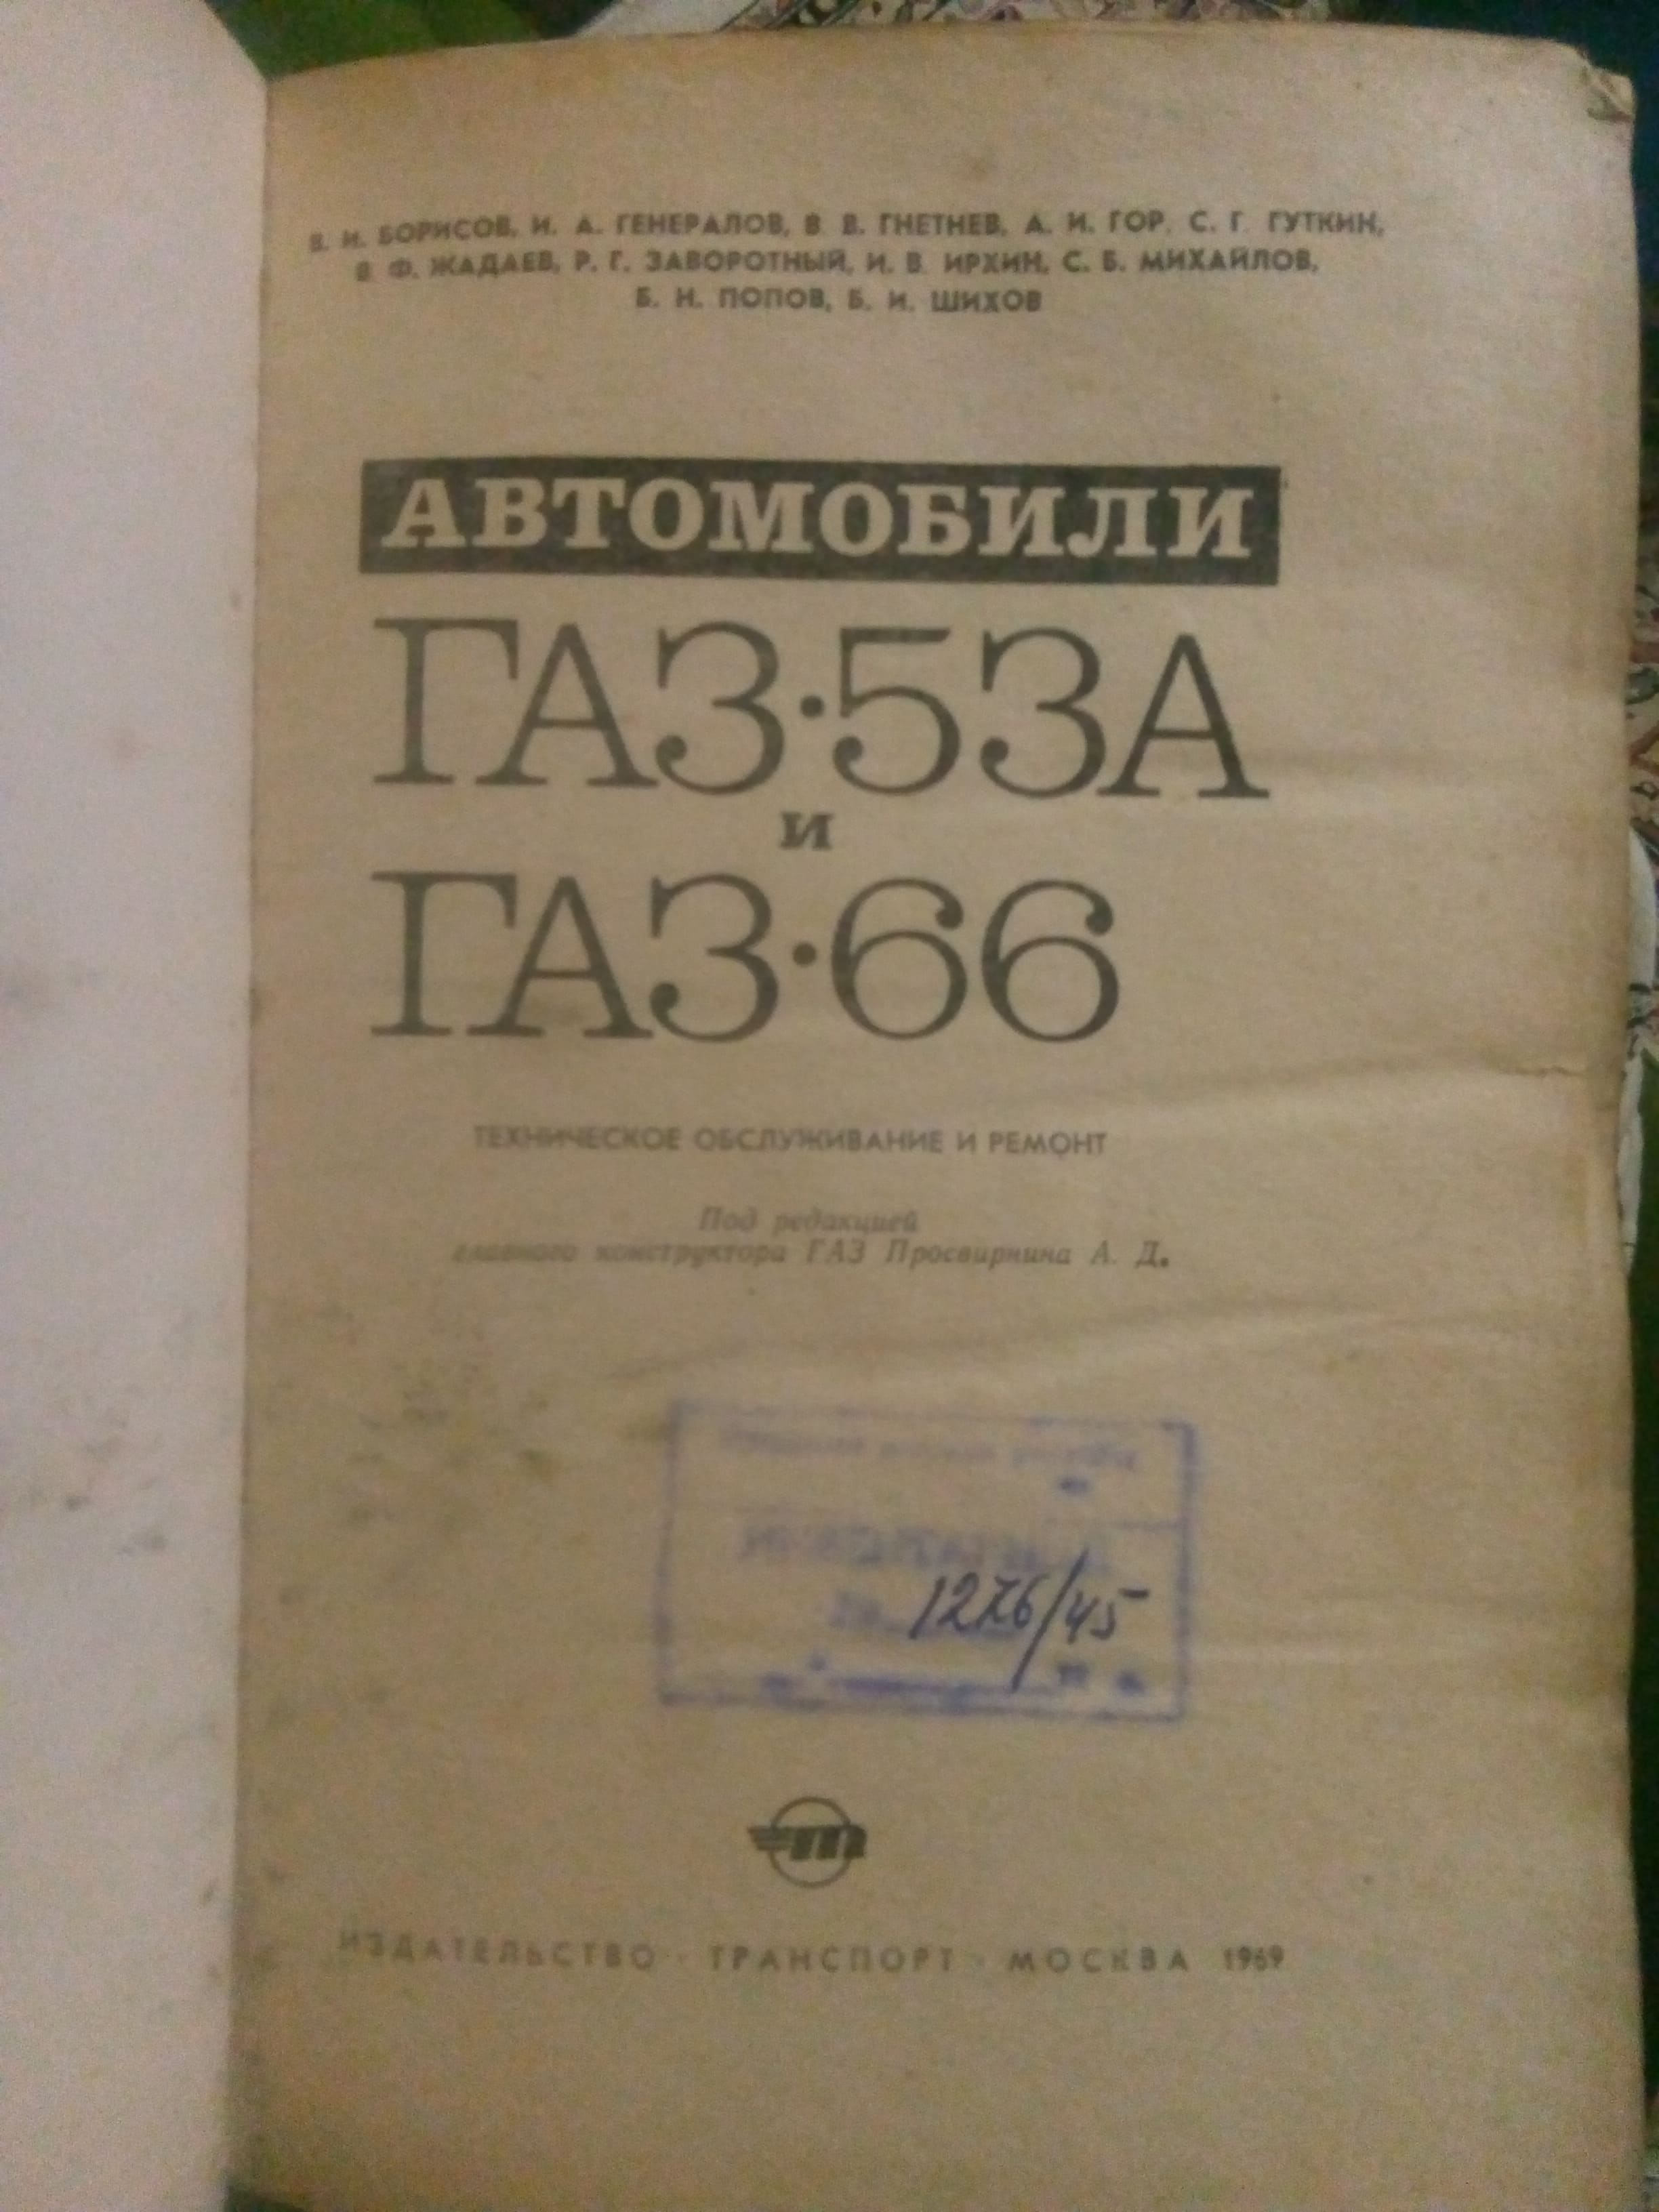 В. И. БОРИСОВ, И. А. ГЕНЕРАЛОВ, В. В. ГНЕТНЕВ, А. И. ГОР, С. Г. ГУТКИН,
В. Ф. ЖАДАЕВ, Р. Г. ЗАВОРОТНЫЙ, И. В. ИРХИН, С. Б. МИХАЙЛОВ,
Б. Н. ПОПОВ, Б. И. ШИХОВ
АВТОМОБИЛИ
ГАЗ·53А
и
ГАЗ·66
ТЕХНИЧЕСКОЕ ОБСЛУЖИВАНИЕ И РЕМОНТ
Под редакцией
главного конструктора ГАЗ Просвирнина А. Д.
1276/45
ИЗДАТЕЛЬСТВО · ТРАНСПОРТ · МОСКВА 1969